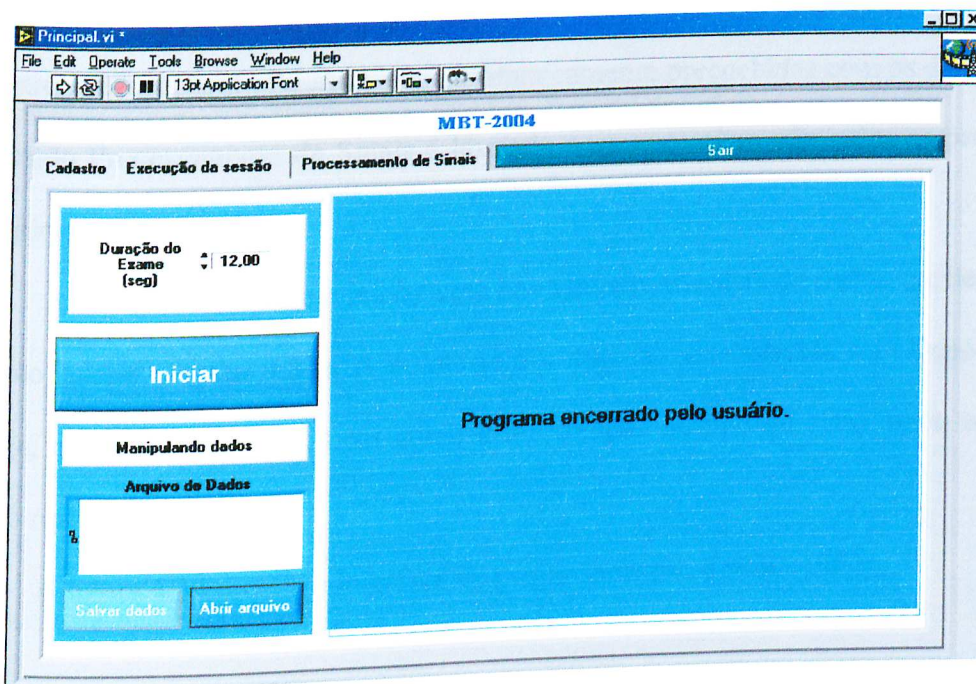 Principal.vi *
File Edit Operate Tools Browse Window Help
13pt Application Font
MBT-2004
Cadastro Execução da sessão Processamento de Sinais Sair
Duração do
Exame
(seg)
12,00
Iniciar
Programa encerrado pelo usuário.
Manipulando dados
Arquivo de Dados
Salvar dados Abrir arquivo